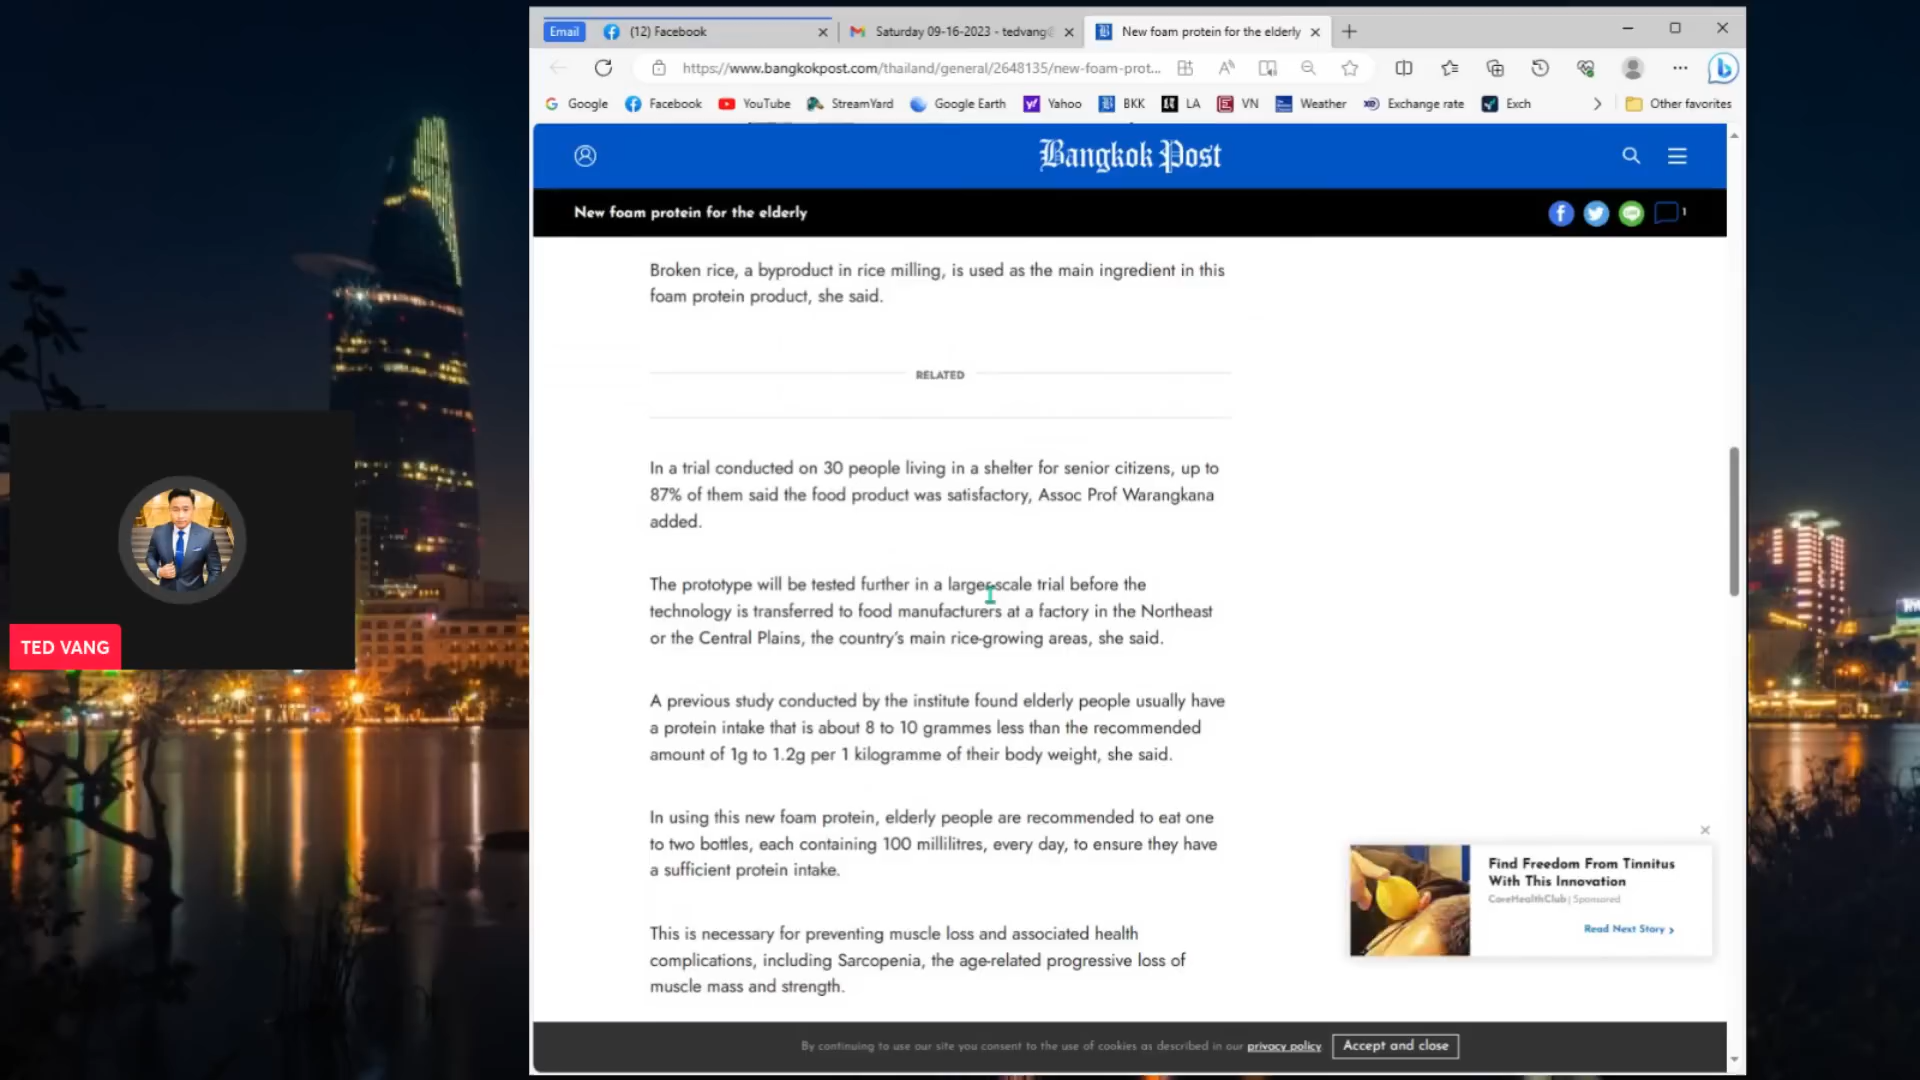 Email
(12) Facebook
Saturday 09-16-2023 - tedvang@
New foam protein for the elderly
https://www.bangkokpost.com/thailand/general/2648135/new-foam-prot...
Google
Facebook
YouTube
StreamYard
Google Earth
Yahoo
BKK
LA
VN
Weather
Exchange rate
Exch
Other favorites
Bangkok Post
New foam protein for the elderly
1
Broken rice, a byproduct in rice milling, is used as the main ingredient in this
foam protein product, she said.
RELATED
In a trial conducted on 30 people living in a shelter for senior citizens, up to
87% of them said the food product was satisfactory, Assoc Prof Warangkana
added.
The prototype will be tested further in a larger-scale trial before the
technology is transferred to food manufacturers at a factory in the Northeast
or the Central Plains, the country's main rice-growing areas, she said.
A previous study conducted by the institute found elderly people usually have
a protein intake that is about 8 to 10 grammes less than the recommended
amount of 1g to 1.2g per 1 kilogramme of their body weight, she said.
In using this new foam protein, elderly people are recommended to eat one
to two bottles, each containing 100 millilitres, every day, to ensure they have
a sufficient protein intake.
This is necessary for preventing muscle loss and associated health
complications, including Sarcopenia, the age-related progressive loss of
muscle mass and strength.
Find Freedom From Tinnitus
With This Innovation
CoreHealthClub | Sponsored
Read Next Story >
By continuing to use our site you consent to the use of cookies as described in our privacy policy
Accept and close
TED VANG